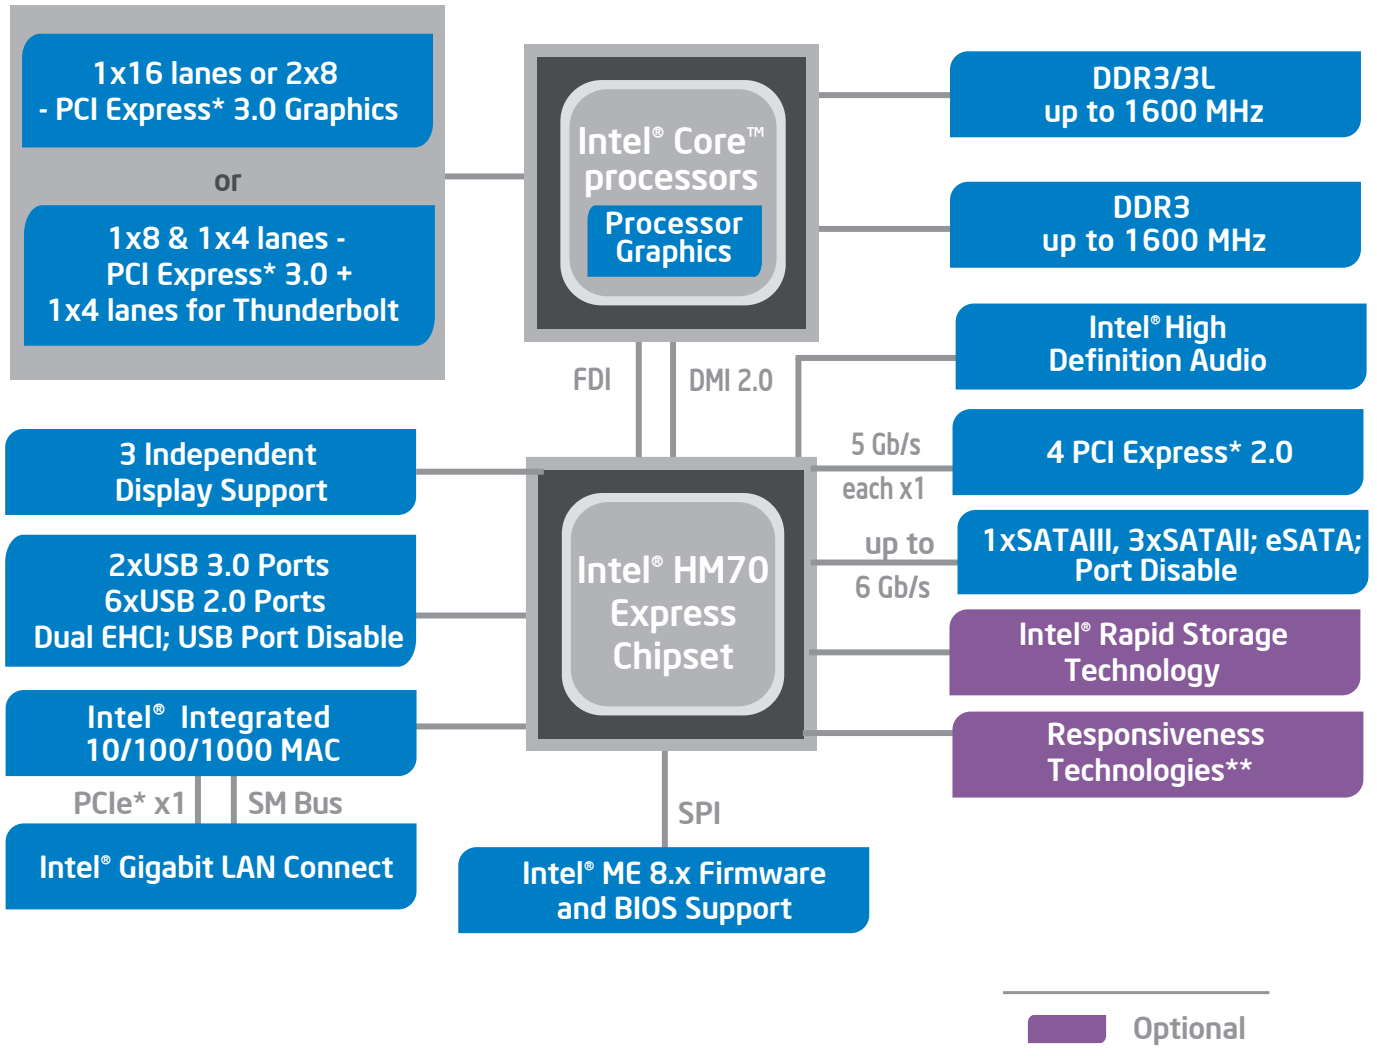 1x16 lanes or 2x8
- PCI Express* 3.0 Graphics
or
1x8 & 1x4 lanes -
PCI Express* 3.0 +
1x4 lanes for Thunderbolt
Intel® Core™
processors
Processor
Graphics
DDR3/3L
up to 1600 MHz
DDR3
up to 1600 MHz
FDI
DMI 2.0
Intel® High
Definition Audio
5 Gb/s
each x1
4 PCI Express* 2.0
3 Independent
Display Support
up to
6 Gb/s
1xSATAIII, 3xSATAII; eSATA;
Port Disable
2xUSB 3.0 Ports
6xUSB 2.0 Ports
Dual EHCI; USB Port Disable
Intel® HM70
Express
Chipset
Intel® Rapid Storage
Technology
Intel® Integrated
10/100/1000 MAC
Responsiveness
Technologies**
PCIe* x1
SM Bus
SPI
Intel® Gigabit LAN Connect
Intel® ME 8.x Firmware
and BIOS Support
Optional